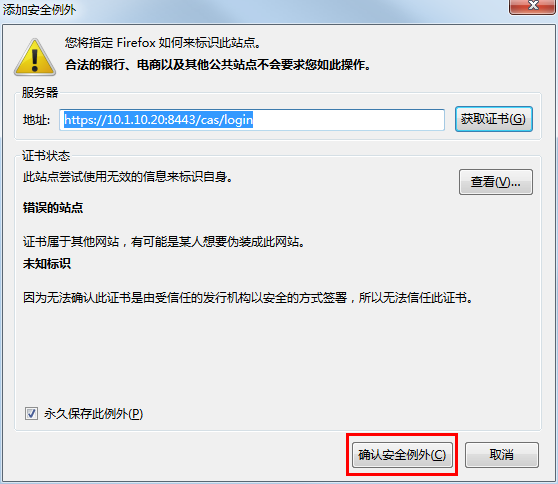 添加安全例外
您将指定 Firefox 如何来标识此站点。
合法的银行、电商以及其他公共站点不会要求您如此操作。
服务器
地址: https://10.1.10.20:8443/cas/login 获取证书(G)
证书状态
此站点尝试使用无效的信息来标识自身。 查看(V)...
错误的站点
证书属于其他网站，有可能是某人想要伪装成此网站。
未知标识
因为无法确认此证书是由受信任的发行机构以安全的方式签署，所以无法信任此证书。
永久保存此例外(P)
确认安全例外(C) 取消